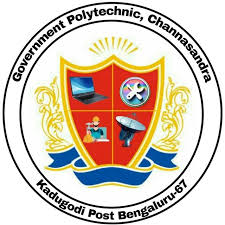 Government Polytechnic, Channasandra
Kadugodi Post Bengaluru-67